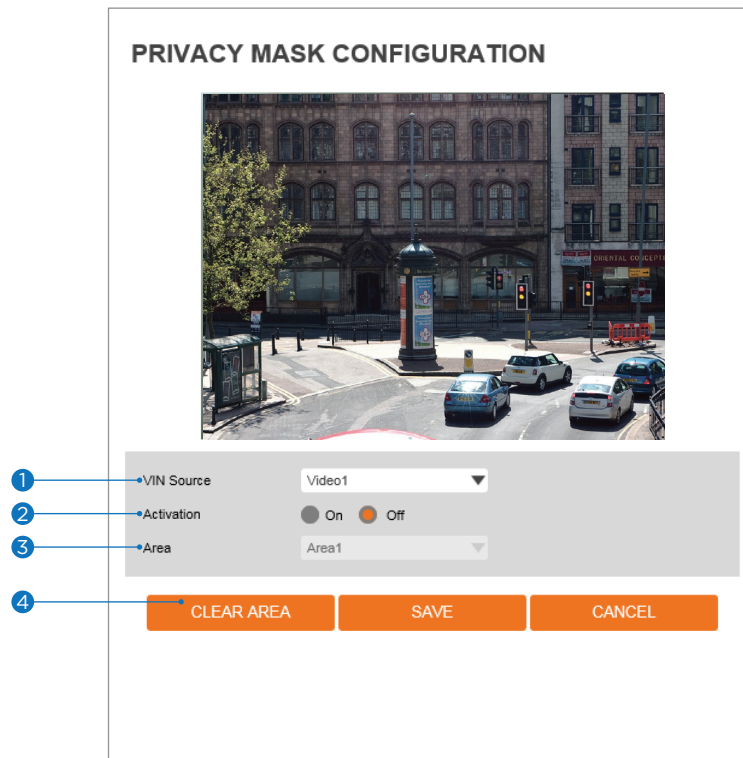 PRIVACY MASK CONFIGURATION
ORIENTAL CONCEPT
1 VIN Source Video1
2 Activation On Off
3 Area Area1
4 CLEAR AREA SAVE CANCEL